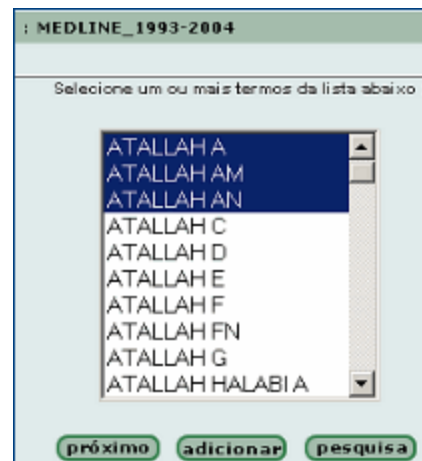 : MEDLINE_1993-2004
Selecione um ou mais termos da lista abaixo
ATALLAH A
ATALLAH AM
ATALLAH AN
ATALLAH C
ATALLAH D
ATALLAH E
ATALLAH F
ATALLAH FN
ATALLAH G
ATALLAH HALABI A
próximo adicionar pesquisa